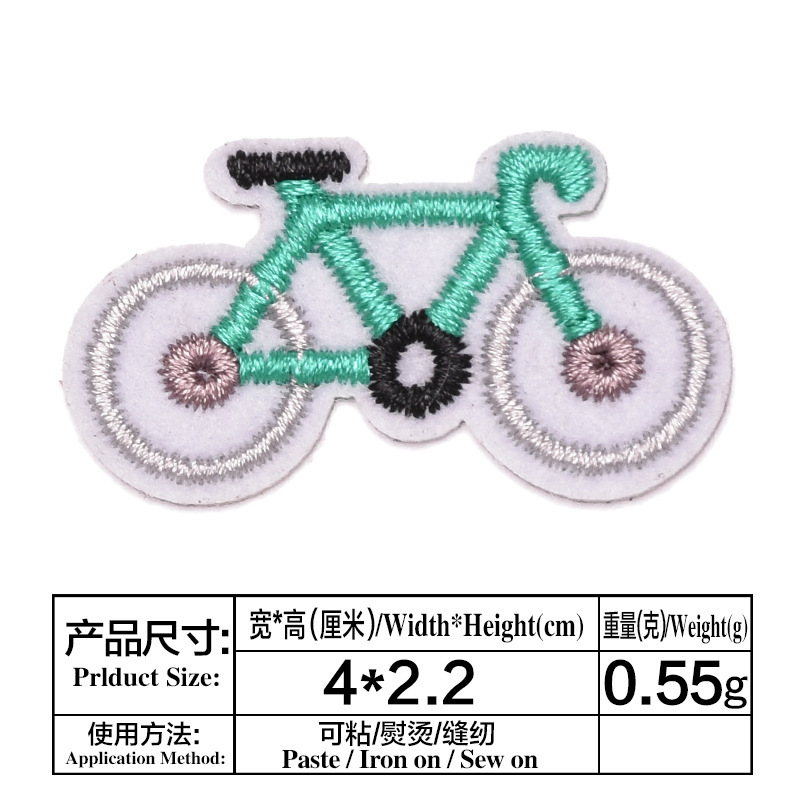 产品尺寸:
Prlduct Size:
宽*高(厘米)/Width*Height(cm)
重量(克)/Weight(g)
4*2.2
0.55g
使用方法:
Application Method:
可粘/熨烫/缝纫
Paste / Iron on / Sew on